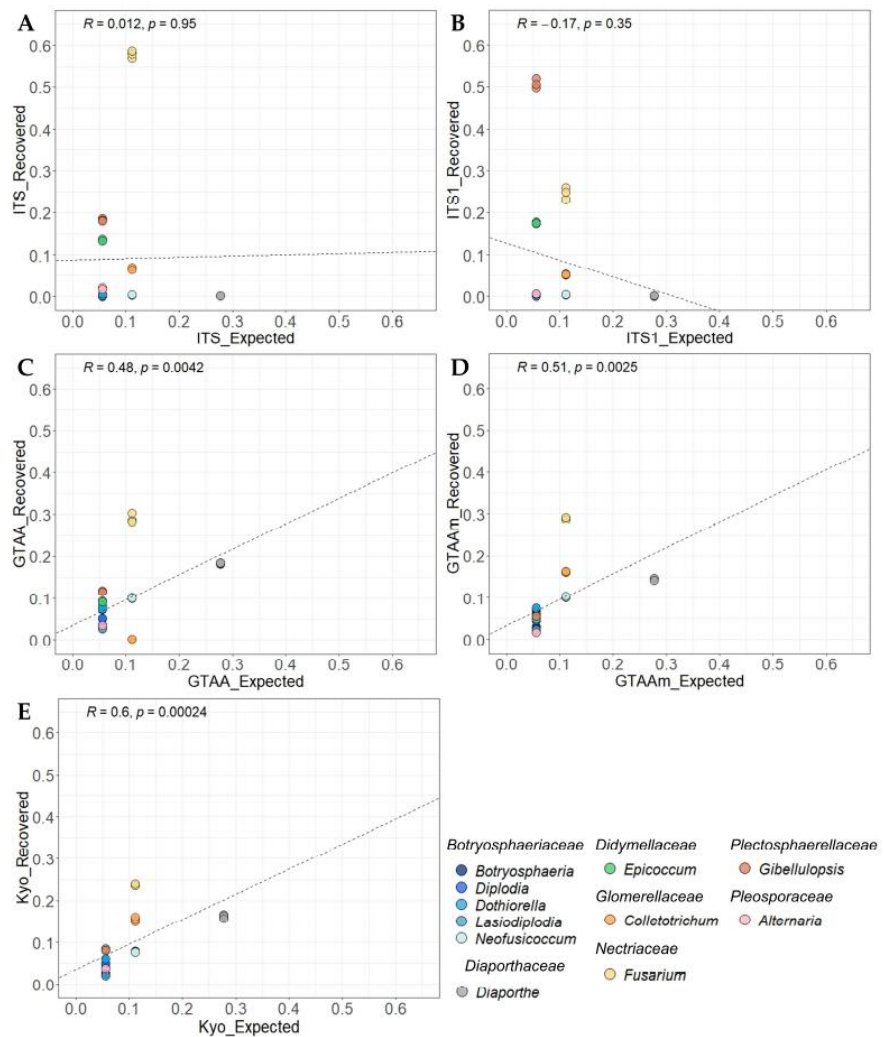 A
R = 0.012, p = 0.95
ITS_Recovered
0.6
0.5
0.4
0.3
0.2
0.1
0.0
0.0 0.1 0.2 0.3 0.4 0.5 0.6
ITS_Expected
B
R = −0.17, p = 0.35
ITS1_Recovered
0.6
0.5
0.4
0.3
0.2
0.1
0.0
0.0 0.1 0.2 0.3 0.4 0.5 0.6
ITS1_Expected
C
R = 0.48, p = 0.0042
GTAA_Recovered
0.6
0.5
0.4
0.3
0.2
0.1
0.0
0.0 0.1 0.2 0.3 0.4 0.5 0.6
GTAA_Expected
D
R = 0.51, p = 0.0025
GTAAm_Recovered
0.6
0.5
0.4
0.3
0.2
0.1
0.0
0.0 0.1 0.2 0.3 0.4 0.5 0.6
GTAAm_Expected
E
R = 0.6, p = 0.00024
Kyo_Recovered
0.6
0.5
0.4
0.3
0.2
0.1
0.0
0.0 0.1 0.2 0.3 0.4 0.5 0.6
Kyo_Expected
Botryosphaeriaceae
Botryosphaeria
Diplodia
Dothiorella
Lasiodiplodia
Neofusicoccum
Diaporthaceae
Diaporthe
Didymellaceae
Epicoccum
Glomerellaceae
Colletotrichum
Nectriaceae
Fusarium
Plectosphaerellaceae
Gibellulopsis
Pleosporaceae
Alternaria